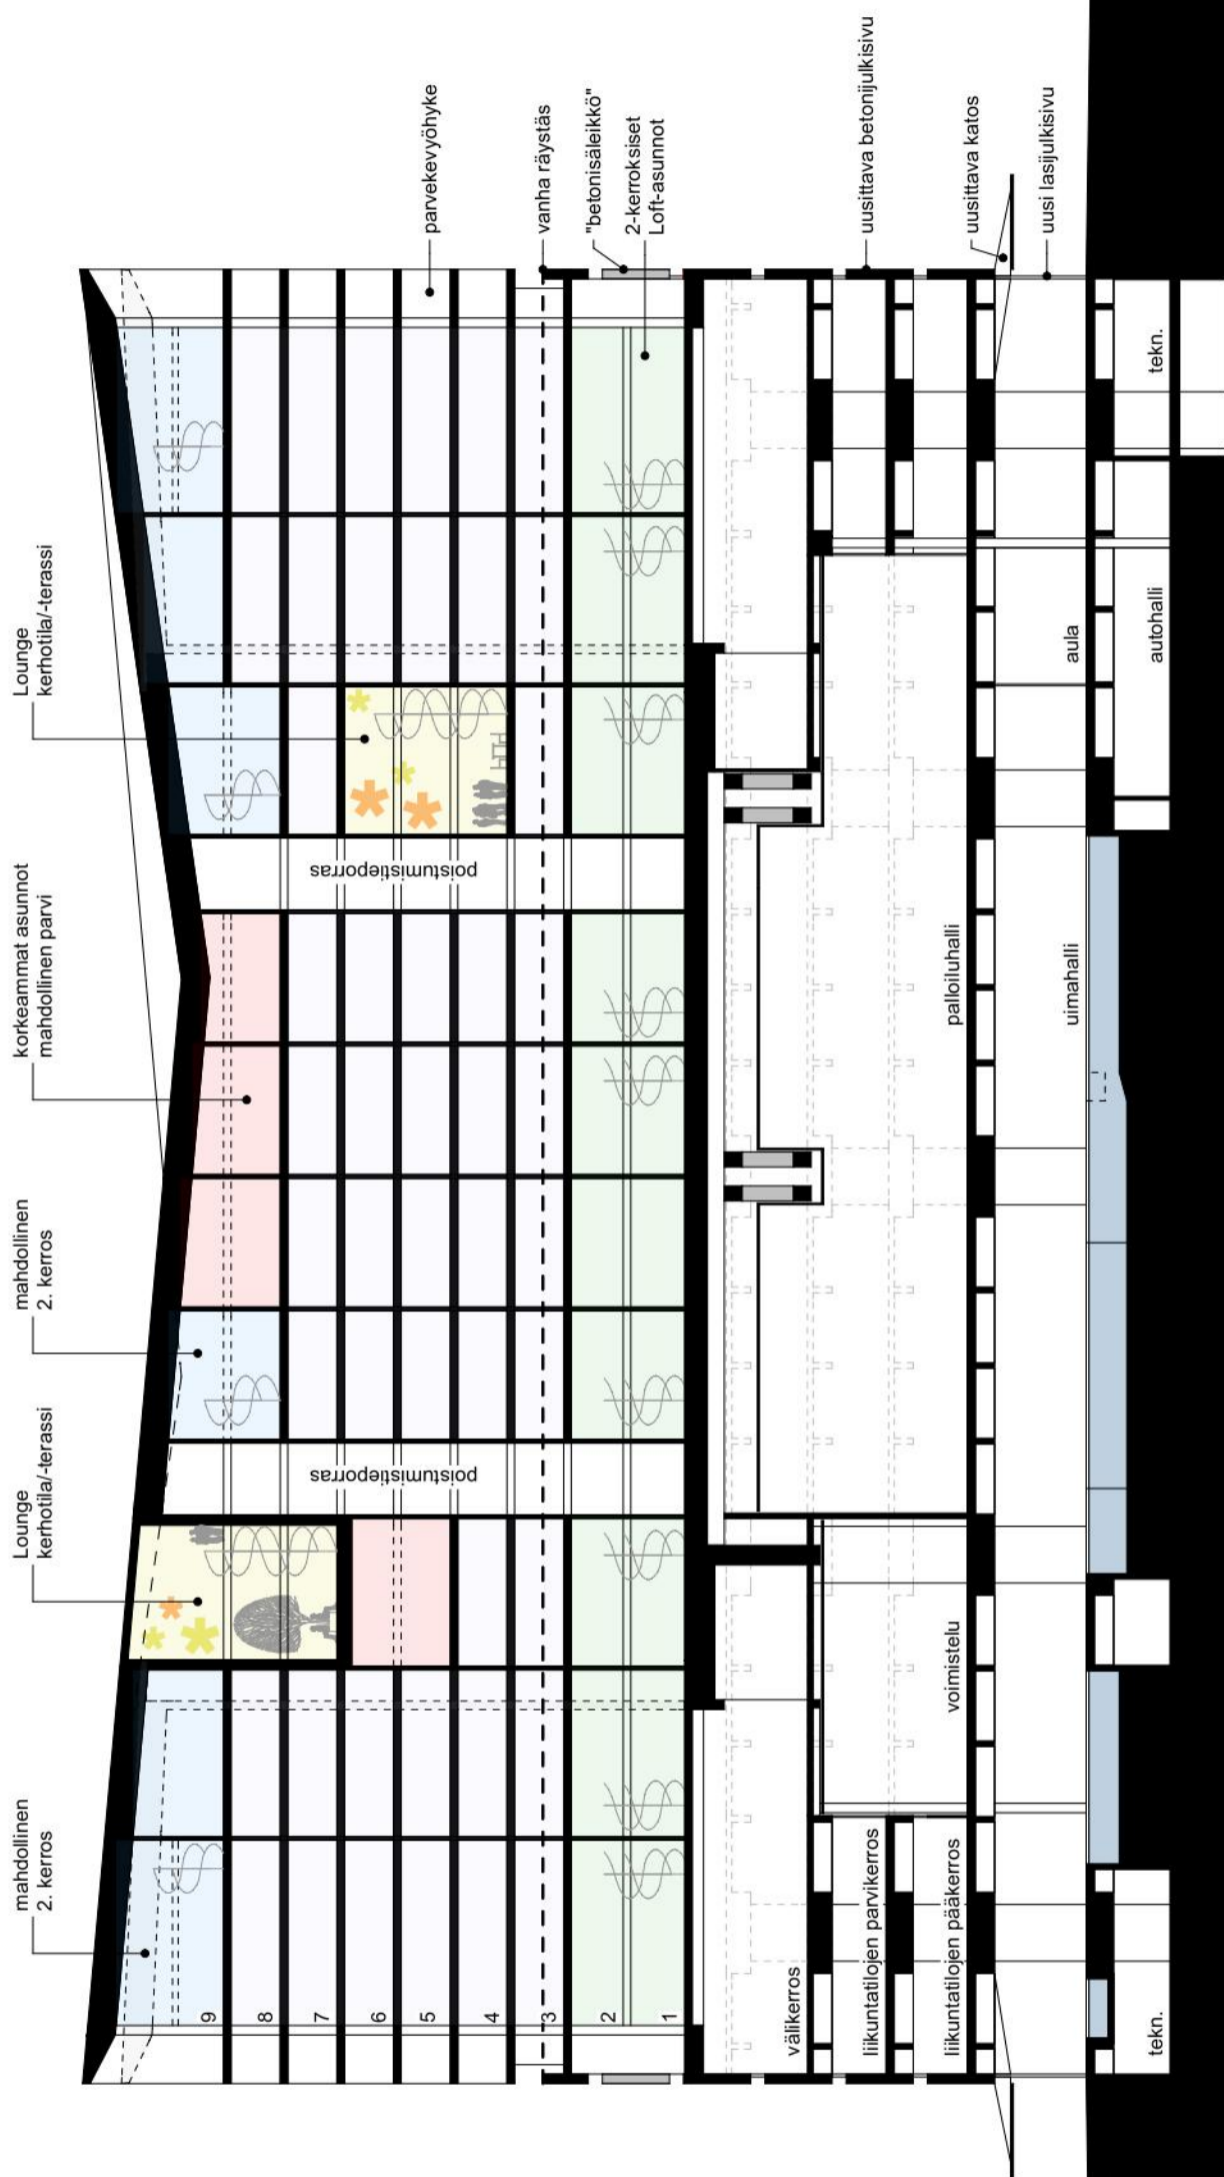 mahdollinen
2. kerros
Lounge
kerhotila/-terassi
mahdollinen
2. kerros
korkeammat asunnot
mahdollinen parvi
Lounge
kerhotila/-terassi
parvekevyöhyke
vanha räystäs
"betonisäleikkö"
2-kerroksiset
Loft-asunnot
uusittava betonijulkisivu
uusittava katos
uusi lasijulkisivu
poistumistieporras
poistumistieporras
9
8
7
6
5
4
3
2
1
välikerros
liikuntatilojen parvikerros
liikuntatilojen pääkerros
voimistelu
palloiluhalli
uimahalli
aula
tekn.
autohalli
tekn.